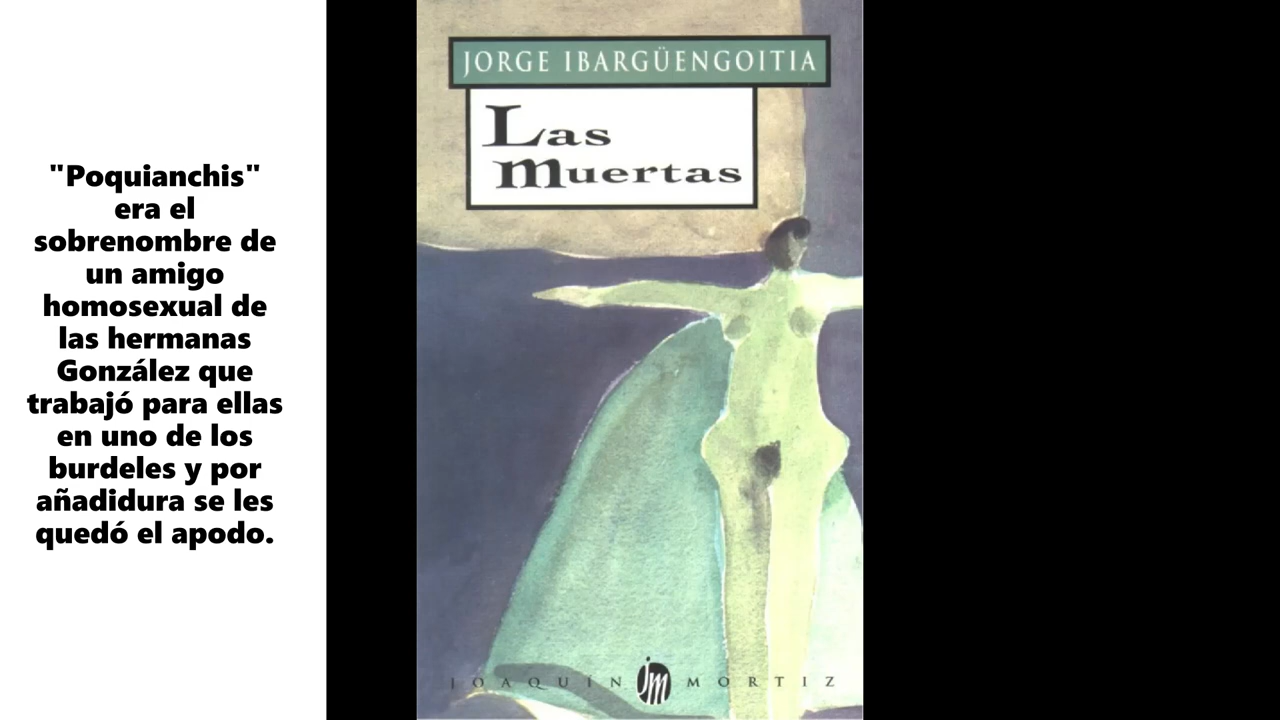 "Poquianchis"
era el
sobrenombre de
un amigo
homosexual de
las hermanas
González que
trabajó para ellas
en uno de los
burdeles y por
añadidura se les
quedó el apodo.
JORGE IBARGÜENGOITIA
Las
Muertas
JOAQUÍN jm MORTIZ